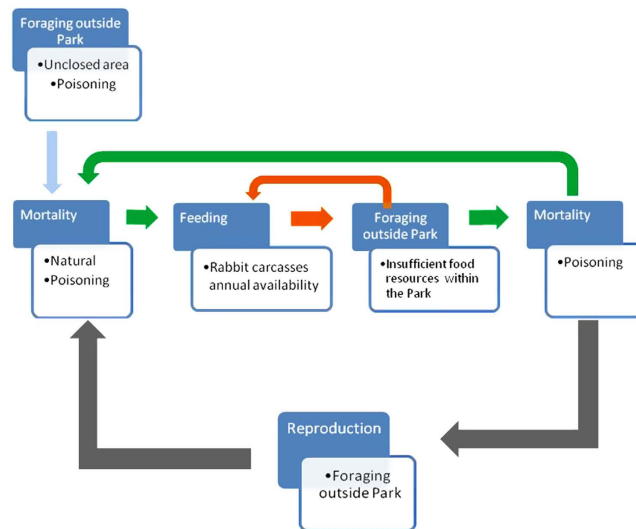 Foraging outside
Park
•Unclosed area
•Poisoning
Mortality
•Natural
•Poisoning
Feeding
•Rabbit carcasses
annual availability
Foraging
outside Park
•Insufficient food
resources within
the Park
Mortality
•Poisoning
Reproduction
•Foraging
outside Park